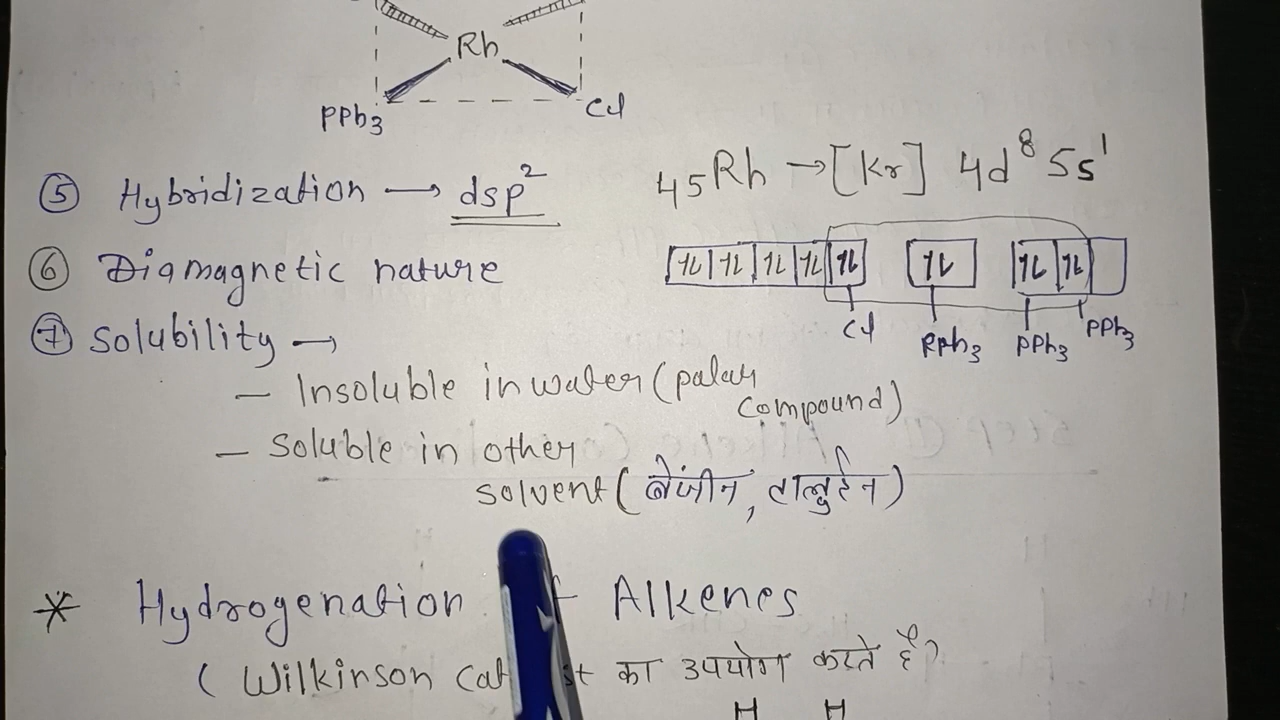 Rh
PPh3
Cl
⑤ Hybridization → dsp²
45Rh → [Kr] 4d⁸ 5s¹
⑥ Diamagnetic nature
⑦ Solubility →
Cl PPh3 PPh3 PPh3
– Insoluble in water (polar
compound)
– Soluble in other
solvent (बेंजीन, टालुईन)
* Hydrogenation Alkenes
( Wilkinson का उपयोग करते है)
H H